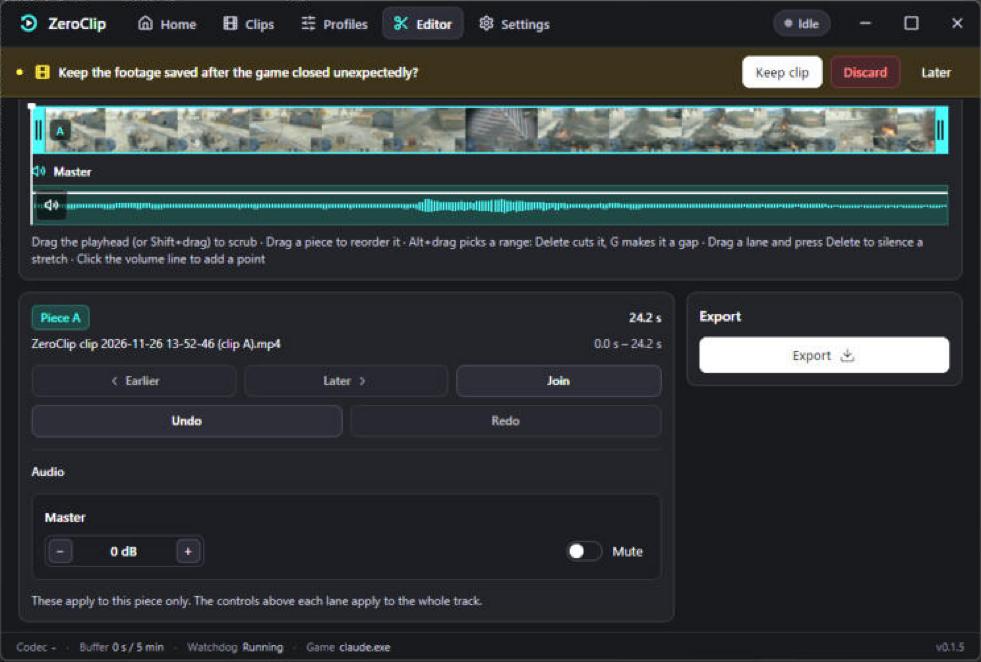 ZeroClip Home Clips Profiles Editor Settings Idle
Keep the footage saved after the game closed unexpectedly? Keep clip Discard Later
A
Master
Drag the playhead (or Shift+drag) to scrub · Drag a piece to reorder it · Alt+drag picks a range: Delete cuts it, G makes it a gap · Drag a lane and press Delete to silence a
stretch · Click the volume line to add a point
Piece A 24.2 s
ZeroClip clip 2026-11-26 13-52-46 (clip A).mp4 0.0 s – 24.2 s
Earlier Later Join
Undo Redo
Audio
Master
− 0 dB + Mute
These apply to this piece only. The controls above each lane apply to the whole track.
Export
Export
Codec - · Buffer 0 s / 5 min · Watchdog Running · Game claude.exe v0.1.5